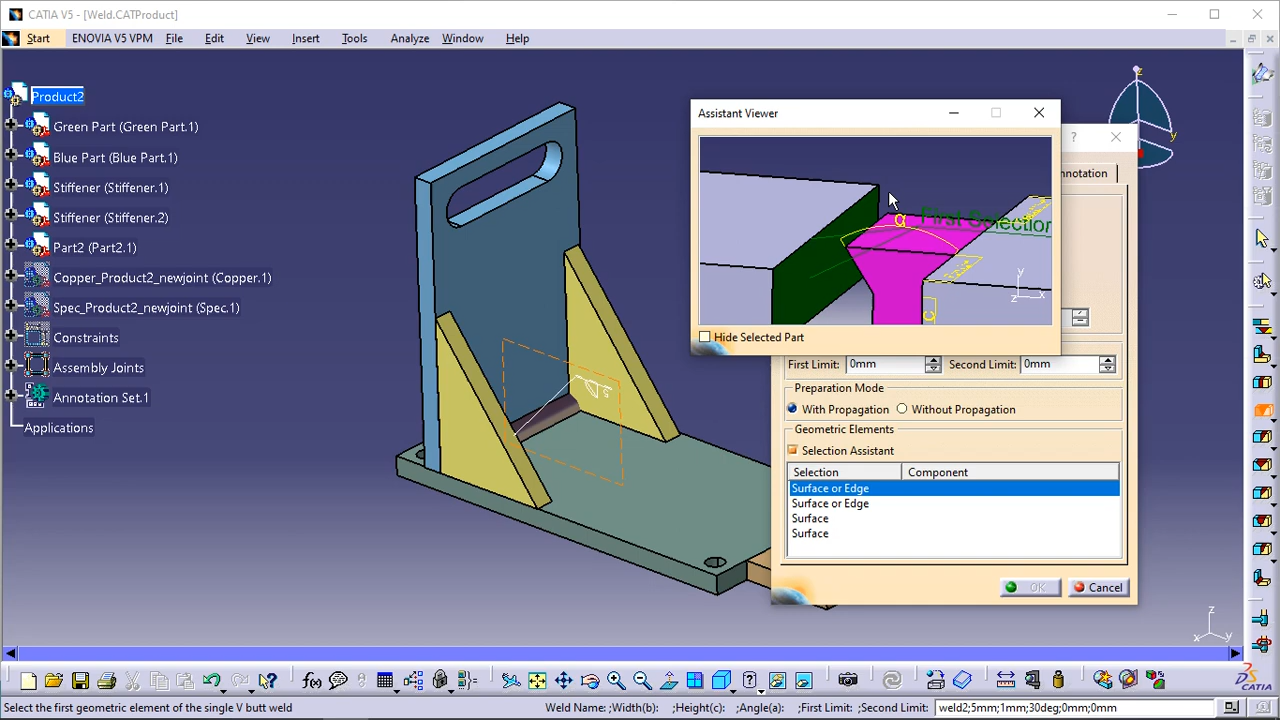 CATIA V5 - [Weld.CATProduct]
Start ENOVIA V5 VPM File Edit View Insert Tools Analyze Window Help
Product2
Green Part (Green Part.1)
Blue Part (Blue Part.1)
Stiffener (Stiffener.1)
Stiffener (Stiffener.2)
Part2 (Part2.1)
Copper_Product2_newjoint (Copper.1)
Spec_Product2_newjoint (Spec.1)
Constraints
Assembly Joints
Annotation Set.1
Applications
z
y
Assistant Viewer
?
nnotation
α
First Selection
c
y
z x
Hide Selected Part
First Limit: 0mm Second Limit: 0mm
Preparation Mode
With Propagation Without Propagation
Geometric Elements
Selection Assistant
Selection Component
Surface or Edge
Surface or Edge
Surface
Surface
OK Cancel
z
x y
f(x)
CATIA
Select the first geometric element of the single V butt weld Weld Name: ;Width(b): ;Height(c): ;Angle(a): ;First Limit: ;Second Limit: weld2;5mm;1mm;30deg;0mm;0mm